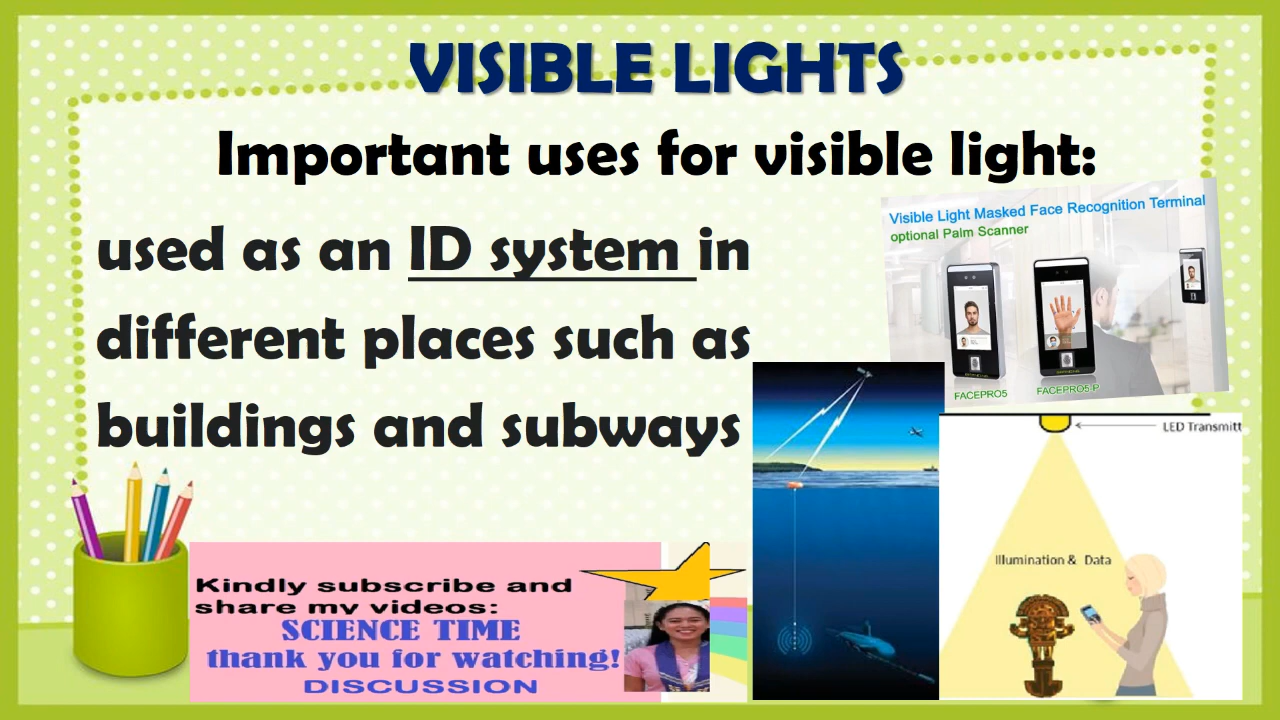 VISIBLE LIGHTS
Important uses for visible light:
used as an ID system in
different places such as
buildings and subways
Visible Light Masked Face Recognition Terminal
optional Palm Scanner
FACEPRO5
FACEPRO5-P
LED Transmitt
Illumination & Data
Kindly subscribe and
share my videos:
SCIENCE TIME
thank you for watching!
DISCUSSION